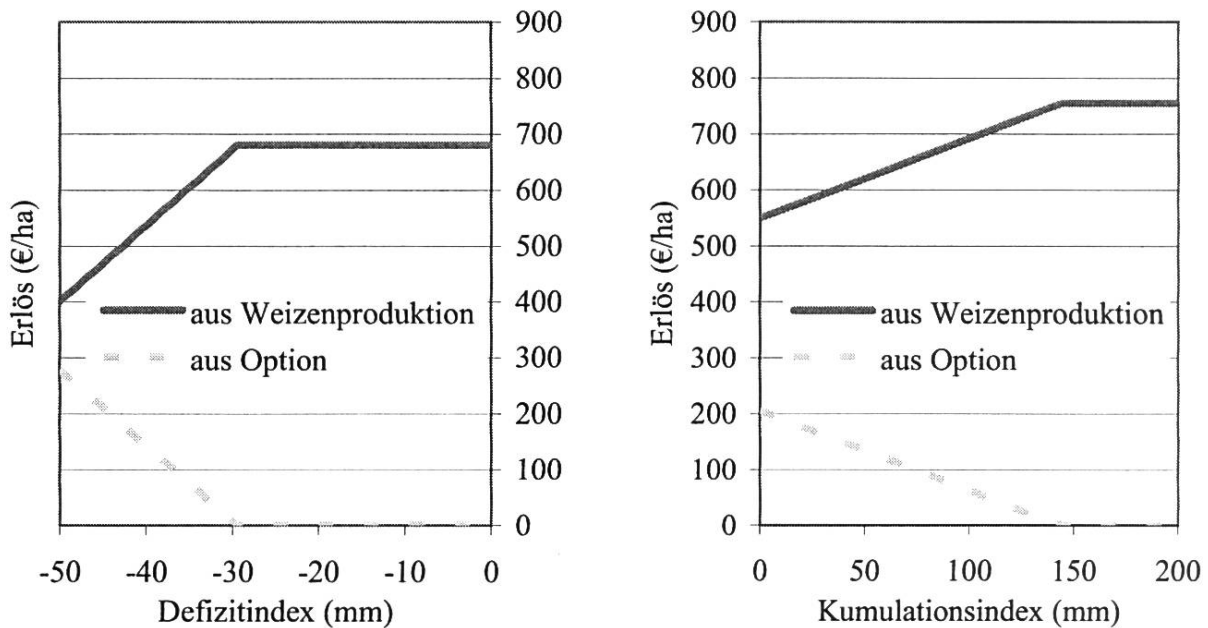 Erlös (€/ha)
900
800
700
600
500
400
300
200
100
0
aus Weizenproduktion
aus Option
-50 -40 -30 -20 -10 0
Defizitindex (mm)
Erlös (€/ha)
900
800
700
600
500
400
300
200
100
0
aus Weizenproduktion
aus Option
0 50 100 150 200
Kumulationsindex (mm)